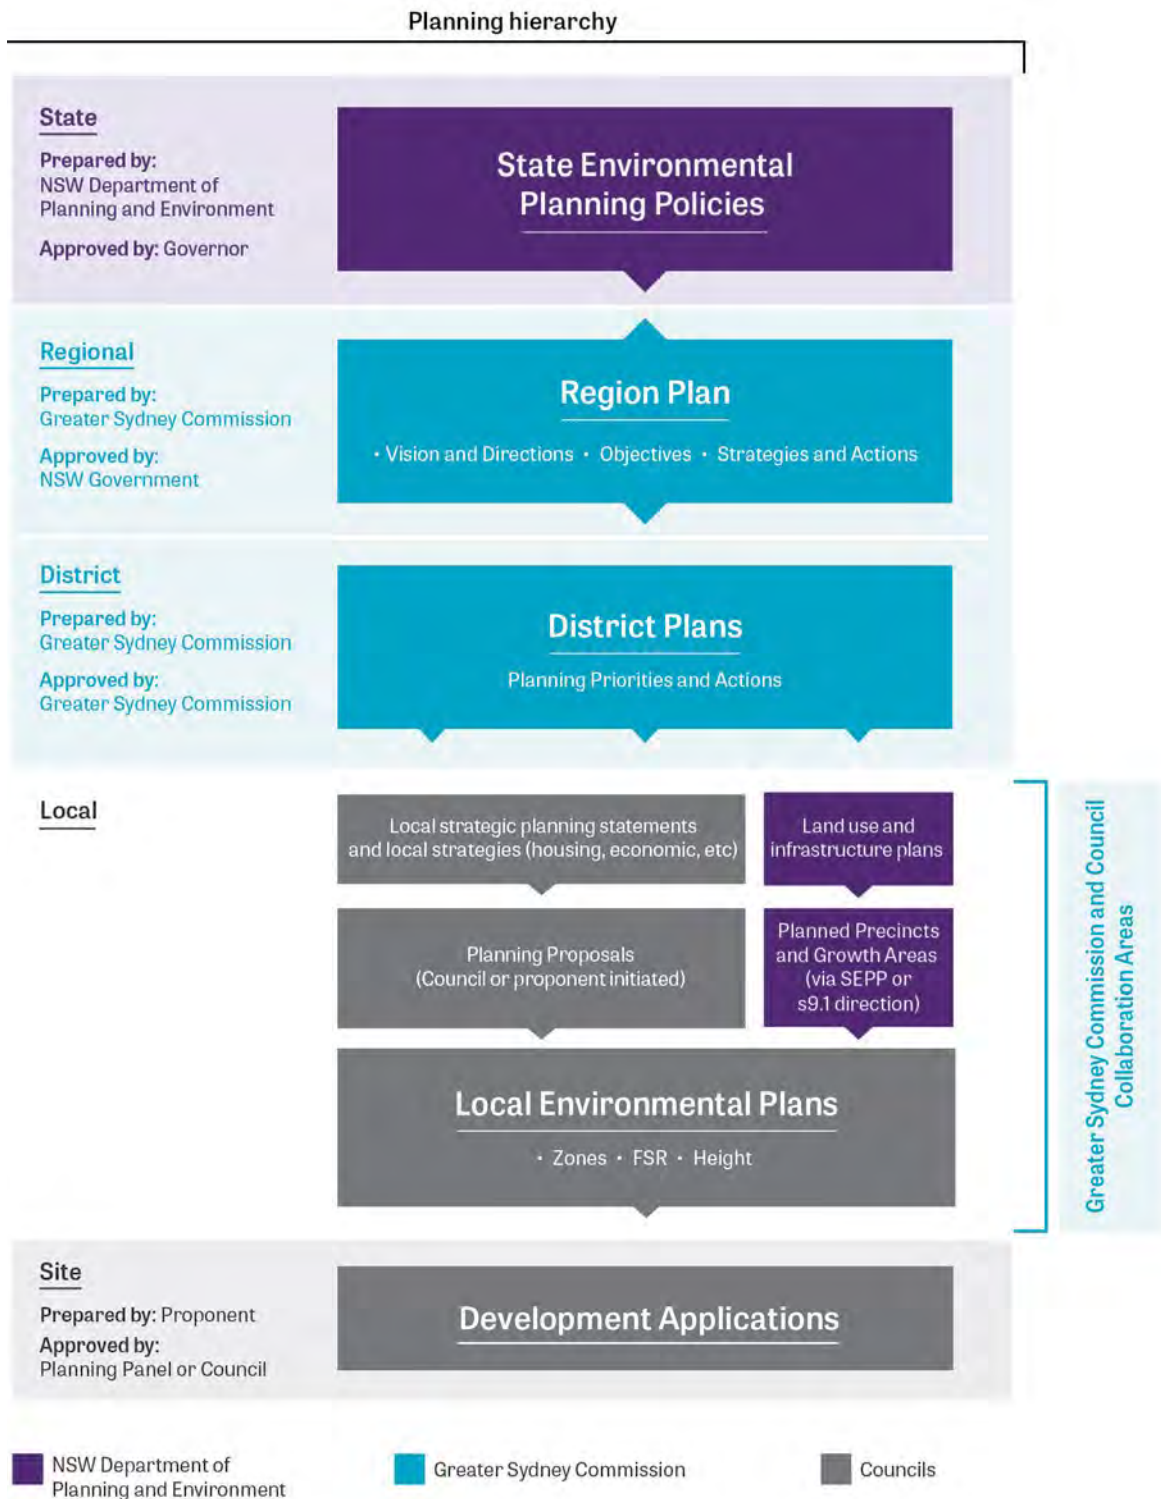 Planning hierarchy
State
Prepared by:
NSW Department of
Planning and Environment
Approved by: Governor
State Environmental
Planning Policies
Regional
Prepared by:
Greater Sydney Commission
Approved by:
NSW Government
Region Plan
• Vision and Directions • Objectives • Strategies and Actions
District
Prepared by:
Greater Sydney Commission
Approved by:
Greater Sydney Commission
District Plans
Planning Priorities and Actions
Local
Local strategic planning statements
and local strategies (housing, economic, etc)
Land use and
infrastructure plans
Planning Proposals
(Council or proponent initiated)
Planned Precincts
and Growth Areas
(via SEPP or
s9.1 direction)
Local Environmental Plans
• Zones • FSR • Height
Greater Sydney Commission and Council
Collaboration Areas
Site
Prepared by: Proponent
Approved by:
Planning Panel or Council
Development Applications
NSW Department of
Planning and Environment
Greater Sydney Commission
Councils